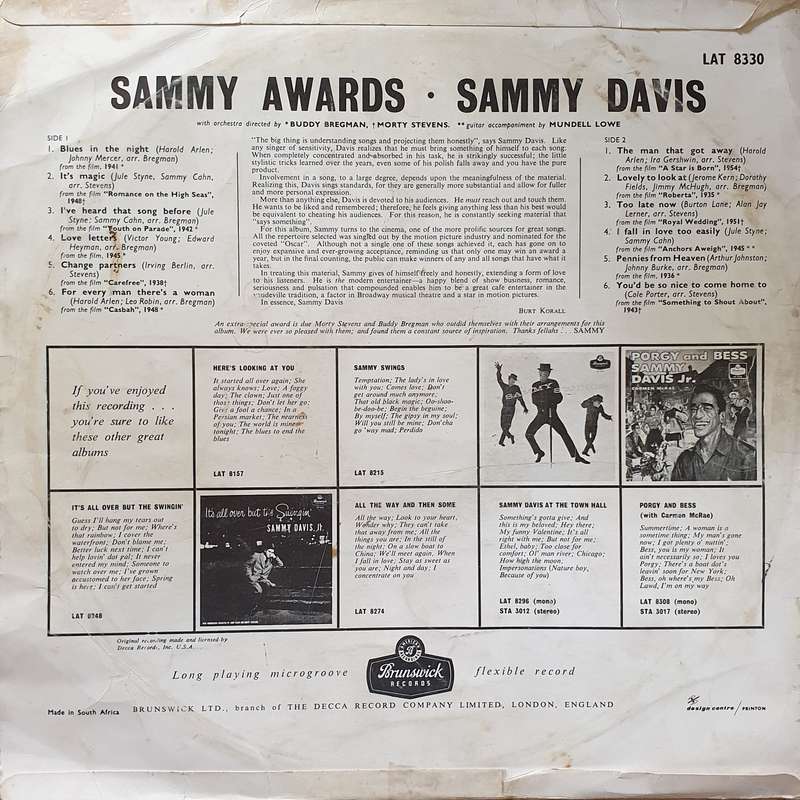 LAT 8330
SAMMY AWARDS · SAMMY DAVIS
with orchestra directed by *BUDDY BREGMAN, †MORTY STEVENS. **guitar accompaniment by MUNDELL LOWE
SIDE 1
1. Blues in the night (Harold Arlen;
Johnny Mercer, arr. Bregman)
from the film, 1941 *
2. It's magic (Jule Styne, Sammy Cahn,
arr. Stevens)
from the film "Romance on the High Seas",
1948†
3. I've heard that song before (Jule
Styne; Sammy Cahn, arr. Bregman)
from the film "Youth on Parade", 1942 *
4. Love letters (Victor Young; Edward
Heyman, arr. Bregman)
from the film, 1945 *
5. Change partners (Irving Berlin, arr.
Stevens)
from the film "Carefree", 1938†
6. For every man there's a woman
(Harold Arlen; Leo Robin, arr. Bregman)
from the film "Casbah", 1948 *
"The big thing is understanding songs and projecting them honestly", says Sammy Davis. Like
any singer of sensitivity, Davis realizes that he must bring something of himself to each song.
When completely concentrated and absorbed in his task, he is strikingly successful; the little
stylistic tricks learned over the years, even some of his polish falls away and you have the pure
product.
Involvement in a song, to a large degree, depends upon the meaningfulness of the material.
Realizing this, Davis sings standards, for they are generally more substantial and allow for fuller
and more personal expression.
More than anything else, Davis is devoted to his audiences. He must reach out and touch them.
He wants to be liked and remembered; therefore, he feels giving anything less than his best would
be equivalent to cheating his audiences. For this reason, he is constantly seeking material that
"says something".
For this album, Sammy turns to the cinema, one of the more prolific sources for great songs.
All the repertoire selected was singled out by the motion picture industry and nominated for the
coveted "Oscar". Although not a single one of these songs achieved it, each has gone on to
enjoy expansive and ever-growing acceptance, reminding us that only one may win an award a
year, but in the final counting, the public can make winners of any and all songs that have what it
takes.
In treating this material, Sammy gives of himself freely and honestly, extending a form of love
to his listeners. He is the modern entertainer—a happy blend of show business, romance,
seriousness and pulsation that compounded enables him to be a great cafe entertainer in the
vaudeville tradition, a factor in Broadway musical theatre and a star in motion pictures.
In essence, Sammy Davis
BURT KORALL
SIDE 2
1. The man that got away (Harold
Arlen; Ira Gershwin, arr. Stevens)
from the film "A Star is Born", 1954†
2. Lovely to look at (Jerome Kern; Dorothy
Fields, Jimmy McHugh, arr. Bregman)
from the film "Roberta", 1935 *
3. Too late now (Burton Lane; Alan Jay
Lerner, arr. Stevens)
from the film "Royal Wedding", 1951†
4. I fall in love too easily (Jule Styne;
Sammy Cahn)
from the film "Anchors Aweigh", 1945 * *
5. Pennies from Heaven (Arthur Johnston;
Johnny Burke, arr. Bregman)
from the film, 1936 *
6. You'd be so nice to come home to
(Cole Porter, arr. Stevens)
from the film "Something to Shout About",
1943†
An extra-special award is due Morty Stevens and Buddy Bregman who outdid themselves with their arrangements for this
album. We were ever so pleased with them; and found them a constant source of inspiration. Thanks fellahs . . . SAMMY
If you've enjoyed
this recording . . .
you're sure to like
these other great
albums
HERE'S LOOKING AT YOU
It started all over again; She
always knows; Love; A foggy
day; The clown; Just one of
those things; Don't let her go;
Give a fool a chance; In a
Persian market; The nearness
of you; The world is mine
tonight; The blues to end the
blues
LAT 8157
SAMMY SWINGS
Temptation; The lady's in love
with you; Comes love; Don't
get around much anymore;
That old black magic; Oo-shoo-
be-doo-be; Begin the beguine;
By myself; The gipsy in my soul;
Will you still be mine; Don'cha
go 'way mad; Perdido
LAT 8215
PORGY and BESS
SAMMY
DAVIS Jr.
CARMEN McRAE
IT'S ALL OVER BUT THE SWINGIN'
Guess I'll hang my tears out
to dry; But not for me; Where's
that rainbow; I cover the
waterfront; Don't blame me;
Better luck next time; I can't
help lovin' dat gal; It never
entered my mind; Someone to
watch over me; I've grown
accustomed to her face; Spring
is here; I can't get started
LAT 8248
It's all over but the Swingin'
SAMMY DAVIS, Jr.
ALL THE WAY AND THEN SOME
All the way; Look to your heart,
Wonder why; They can't take
that away from me; All the
things you are; In the still of
the night; On a slow boat to
China; We'll meet again. When
I fall in love; Stay as sweet as
you are, Night and day; I
concentrate on you
LAT 8274
SAMMY DAVIS AT THE TOWN HALL
Something's gotta give; And
this is my beloved; Hey there;
My funny Valentine; It's all
right with me; But not for me;
Ethel, baby; Too close for
comfort; Ol' man river; Chicago;
How high the moon;
Impersonations (Nature boy,
Because of you)
LAT 8296 (mono)
STA 3012 (stereo)
PORGY AND BESS
(with Carmen McRae)
Summertime; A woman is a
sometime thing; My man's gone
now; I got plenty o' nuttin'.
Bess, you is my woman; It
ain't necessarily so; I loves you
Porgy; There's a boat dat's
leavin' soon for New York;
Bess, oh where's my Bess; Oh
Lawd, I'm on my way
LAT 8308 (mono)
STA 3017 (stereo)
Original recording made and licensed by
Decca Records, Inc. U.S.A. . . .
Long playing microgroove
Brunswick
RECORDS
flexible record
Made in South Africa
BRUNSWICK LTD., branch of THE DECCA RECORD COMPANY LIMITED, LONDON, ENGLAND
design centre / PRINTON